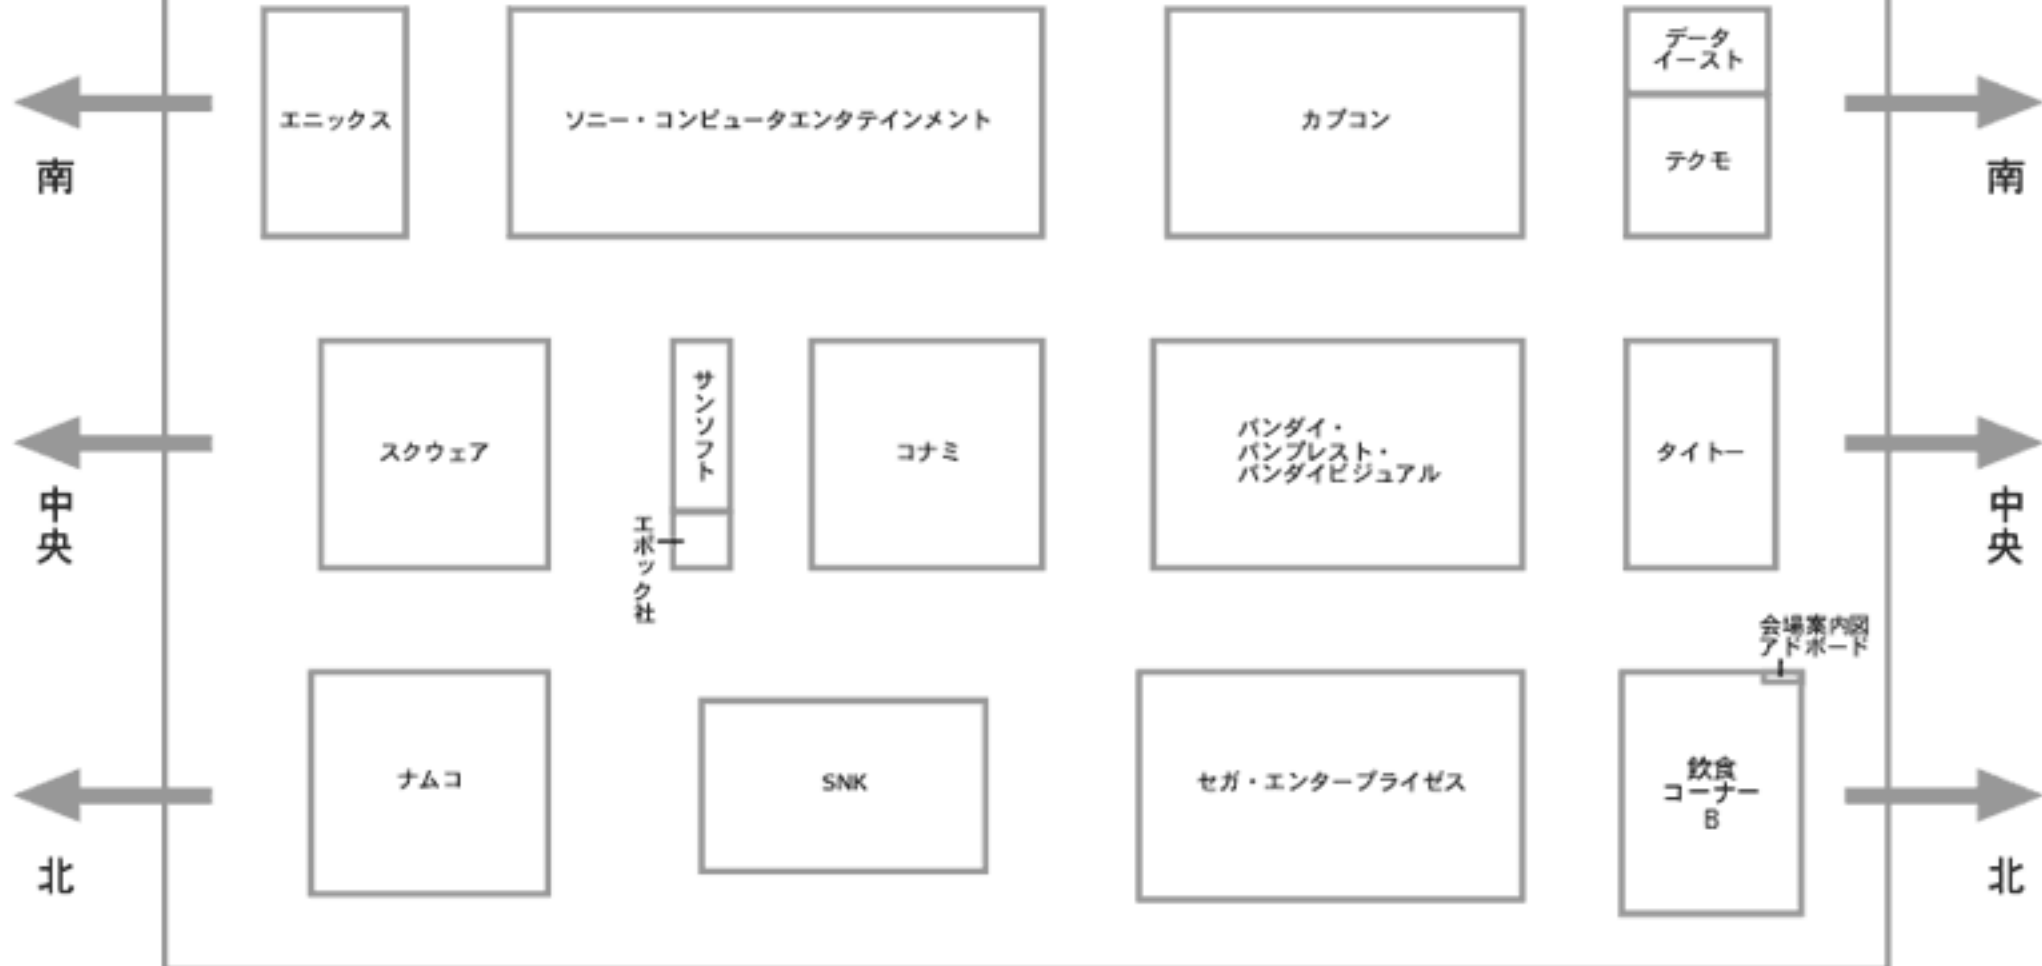 エニックス
ソニー・コンピュータエンタテインメント
カプコン
データ
イースト
テクモ
南
南
スクウェア
サンソフト
エポック社
コナミ
バンダイ・
バンプレスト・
バンダイビジュアル
タイトー
中央
中央
会場案内図
アドボード
ナムコ
SNK
セガ・エンタープライゼス
飲食
コーナー
B
北
北